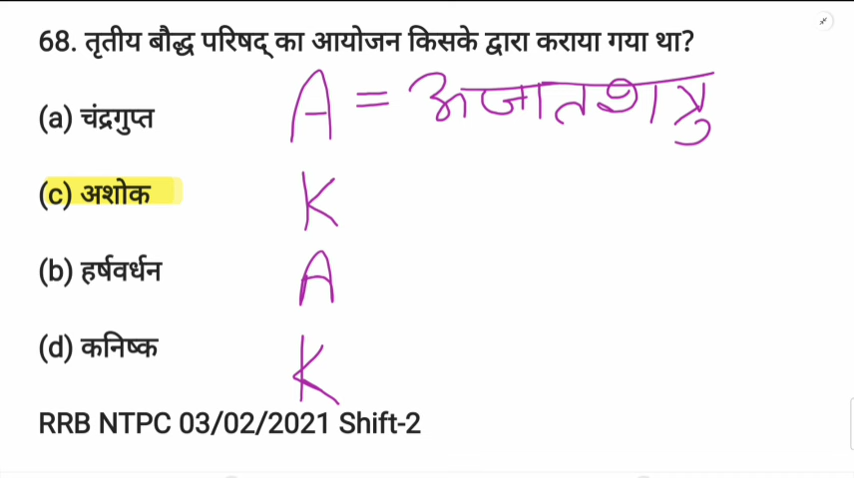 68. तृतीय बौद्ध परिषद् का आयोजन किसके द्वारा कराया गया था?
A = अजातशत्रु
(a) चंद्रगुप्त
(c) अशोक
K
(b) हर्षवर्धन
A
(d) कनिष्क
K
RRB NTPC 03/02/2021 Shift-2